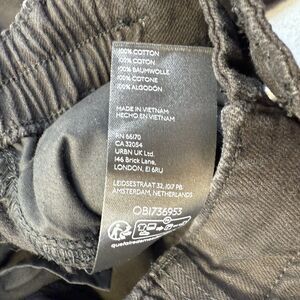 100% COTTON
100% COTON
100% BAUMWOLLE
100% COTONE
100% ALGODON
MADE IN VIETNAM
HECHO EN VIETNAM
RN 66170
CA 32054
URBN UK Ltd.
146 Brick Lane,
LONDON, E1 6RU
LEIDSESTRAAT 32, 1017 PB
AMSTERDAM, NETHERLANDS
OB1736953